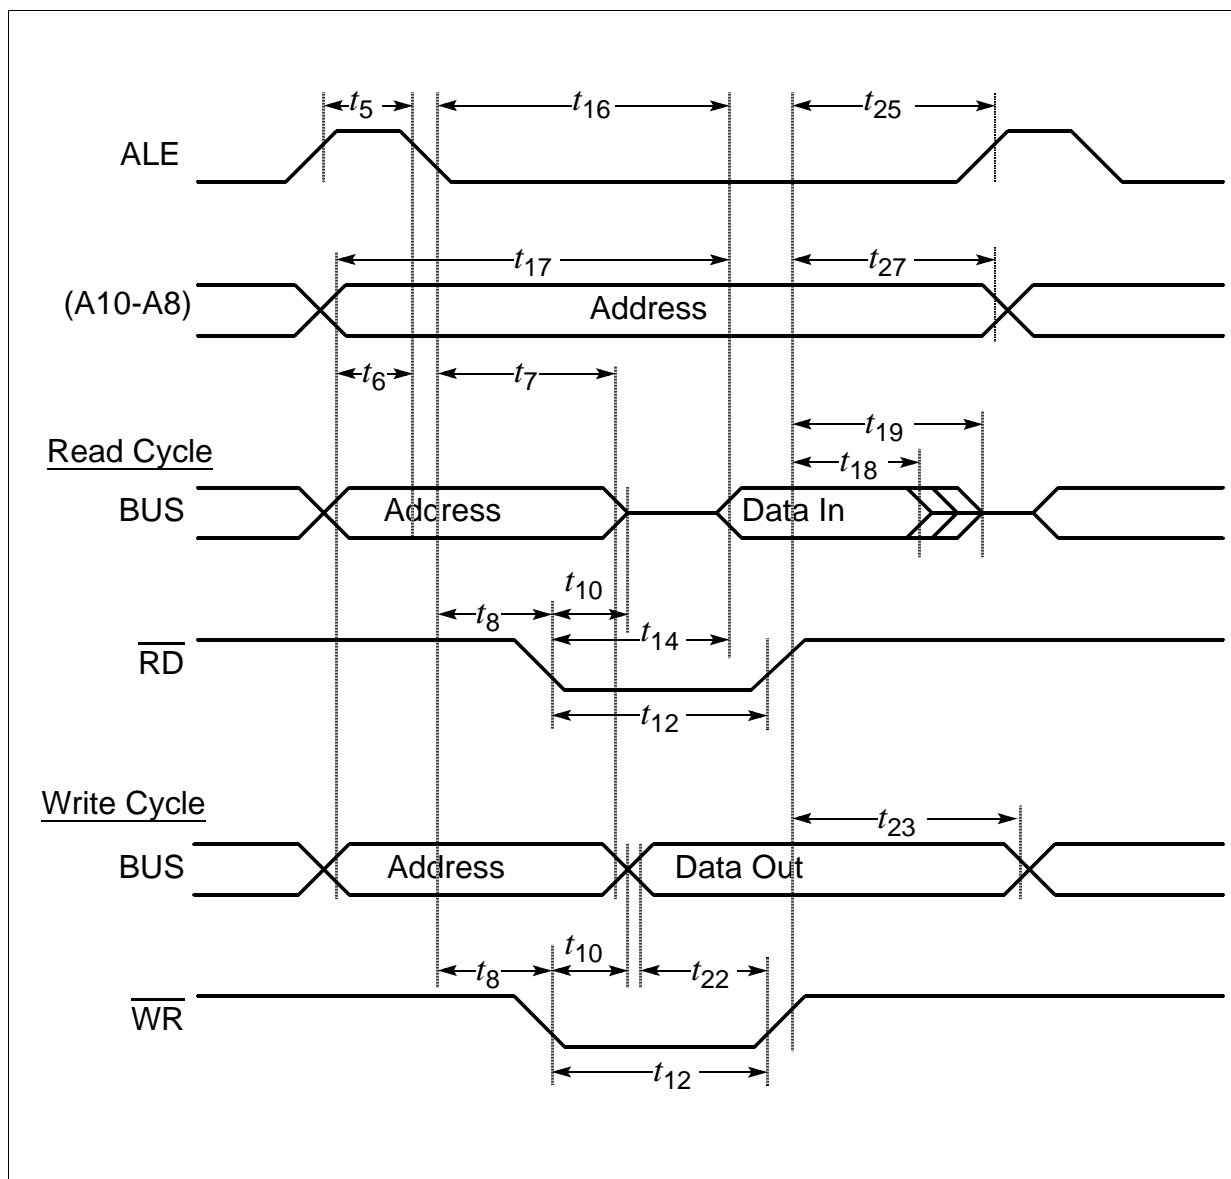 t5 t16 t25
ALE
t17 t27
(A10-A8) Address
t6 t7
t19
Read Cycle
t18
BUS Address Data In
t10
t8
t14
RD
t12
Write Cycle
t23
BUS Address Data Out
t10
t8 t22
WR
t12